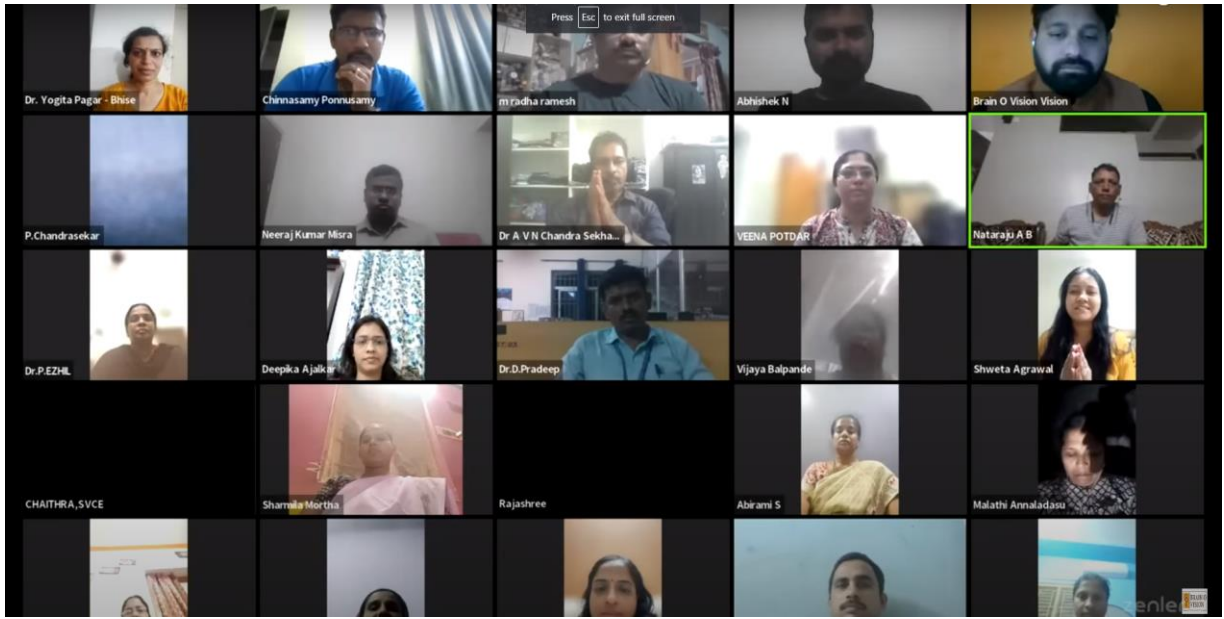 Press Esc to exit full screen
Dr. Yogita Pagar - Bhise
Chinnasamy Ponnusamy
m radha ramesh
Abhishek N
Brain O Vision Vision
P.Chandrasekar
Neeraj Kumar Misra
Dr A V N Chandra Sekha...
VEENA POTDAR
Nataraju A B
Dr.P.EZHIL
Deepika Ajalkar
Dr.D.Pradeep
Vijaya Balpande
Shweta Agrawal
CHAITHRA,SVCE
Sharmila Mortha
Rajashree
Abirami S
Malathi Annaladasu